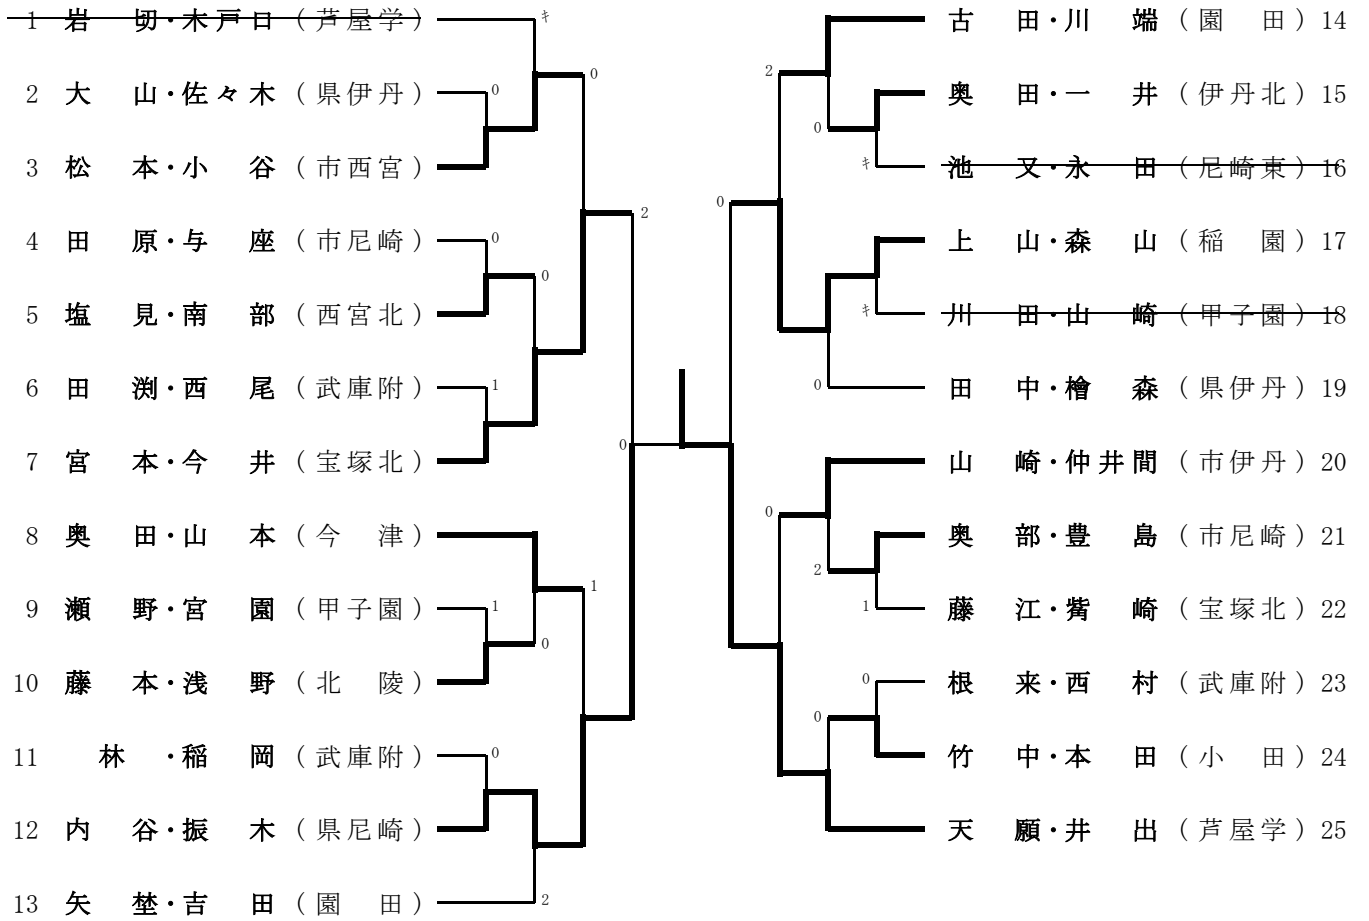 1 岩 切・木戸口 (芦屋学) キ
2 大 山・佐々木 (県伊丹) 0
0
3 松 本・小 谷 (市西宮)
2
4 田 原・与 座 (市尼崎) 0
0
5 塩 見・南 部 (西宮北)
6 田 渕・西 尾 (武庫附) 1
0
7 宮 本・今 井 (宝塚北)
8 奥 田・山 本 (今 津)
1
9 瀬 野・宮 園 (甲子園) 1
0
10 藤 本・浅 野 (北 陵)
11 林 ・稲 岡 (武庫附) 0
12 内 谷・振 木 (県尼崎)
13 矢 埜・吉 田 (園 田) 2
古 田・川 端 (園 田) 14
2
奥 田・一 井 (伊丹北) 15
0
キ 池 又・永 田 (尼崎東) 16
0
上 山・森 山 (稲 園) 17
キ 川 田・山 崎 (甲子園) 18
0 田 中・檜 森 (県伊丹) 19
山 崎・仲井間 (市伊丹) 20
0
奥 部・豊 島 (市尼崎) 21
2
1 藤 江・觜 崎 (宝塚北) 22
0 根 来・西 村 (武庫附) 23
0
竹 中・本 田 (小 田) 24
天 願・井 出 (芦屋学) 25